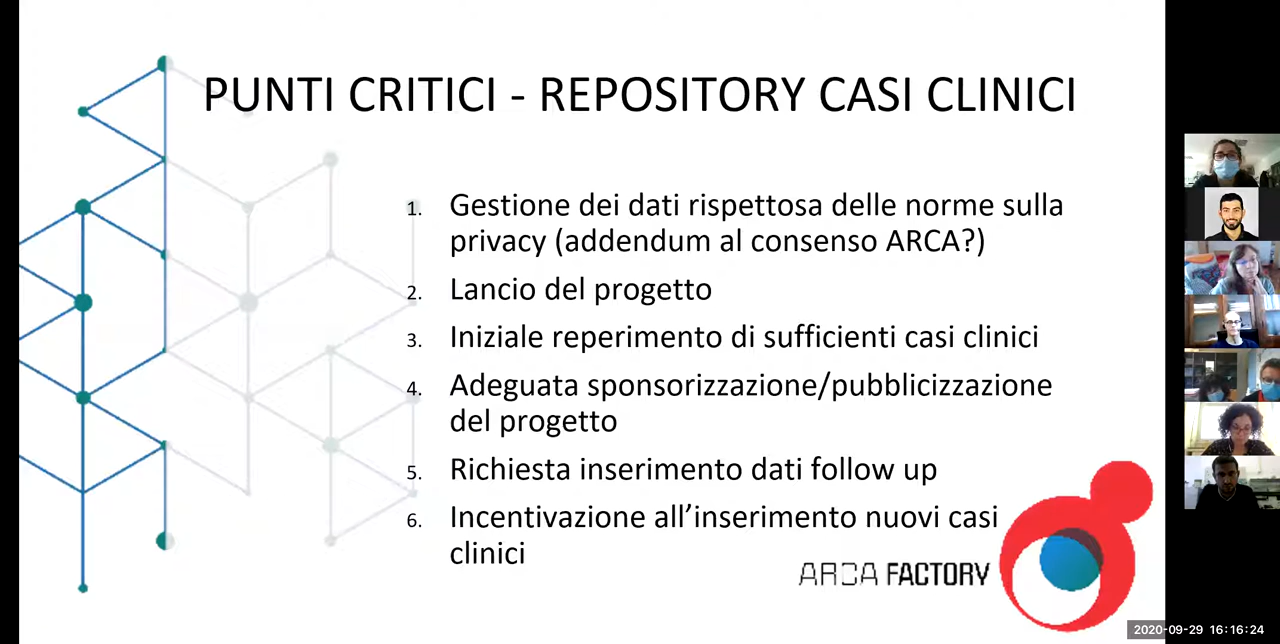 PUNTI CRITICI - REPOSITORY CASI CLINICI
1. Gestione dei dati rispettosa delle norme sulla
privacy (addendum al consenso ARCA?)
2. Lancio del progetto
3. Iniziale reperimento di sufficienti casi clinici
4. Adeguata sponsorizzazione/pubblicizzazione
del progetto
5. Richiesta inserimento dati follow up
6. Incentivazione all’inserimento nuovi casi
clinici
ARCA FACTORY
2020-09-29 16:16:24